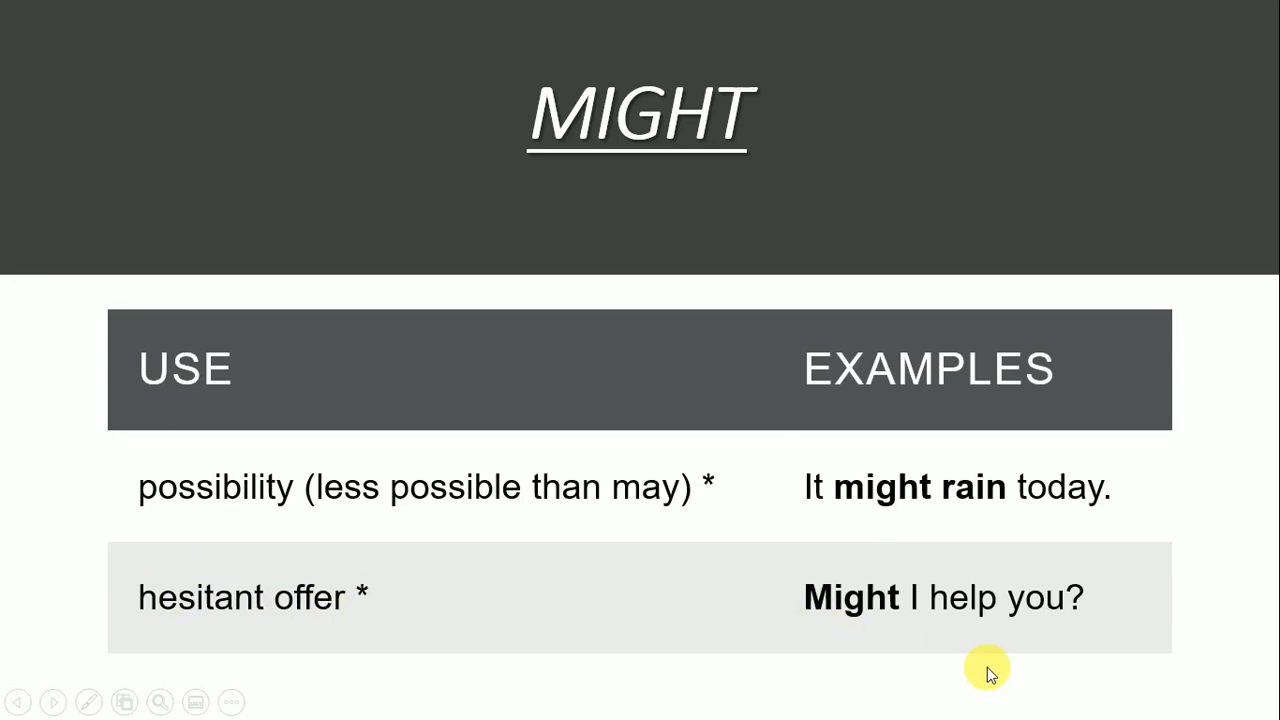 MIGHT
USE EXAMPLES
possibility (less possible than may) * It might rain today.
hesitant offer * Might I help you?